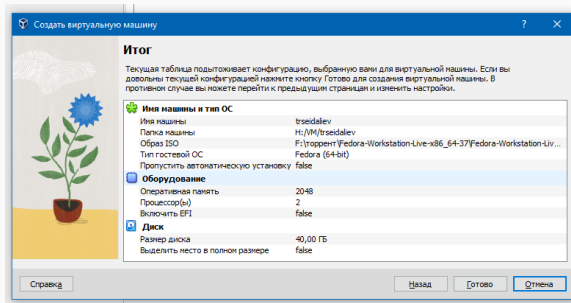 Создать виртуальную машину
Итог
Текущая таблица подытоживает конфигурацию, выбранную вами для виртуальной машины. Если вы
довольны текущей конфигурацией нажмите кнопку Готово для создания виртуальной машины. В
противном случае вы можете перейти к предыдущим страницам и изменить настройки.
Имя машины и тип ОС
Имя машины trseidaliev
Папка машины H:/VM/trseidaliev
Образ ISO F:\торрент\Fedora-Workstation-Live-x86_64-37\Fedora-Workstation-Liv...
Тип гостевой ОС Fedora (64-bit)
Пропустить автоматическую установку false
Оборудование
Оперативная память 2048
Процессор(ы) 2
Включить EFI false
Диск
Размер диска 40,00 ГБ
Выделить место в полном размере false
Справка Назад Готово Отмена